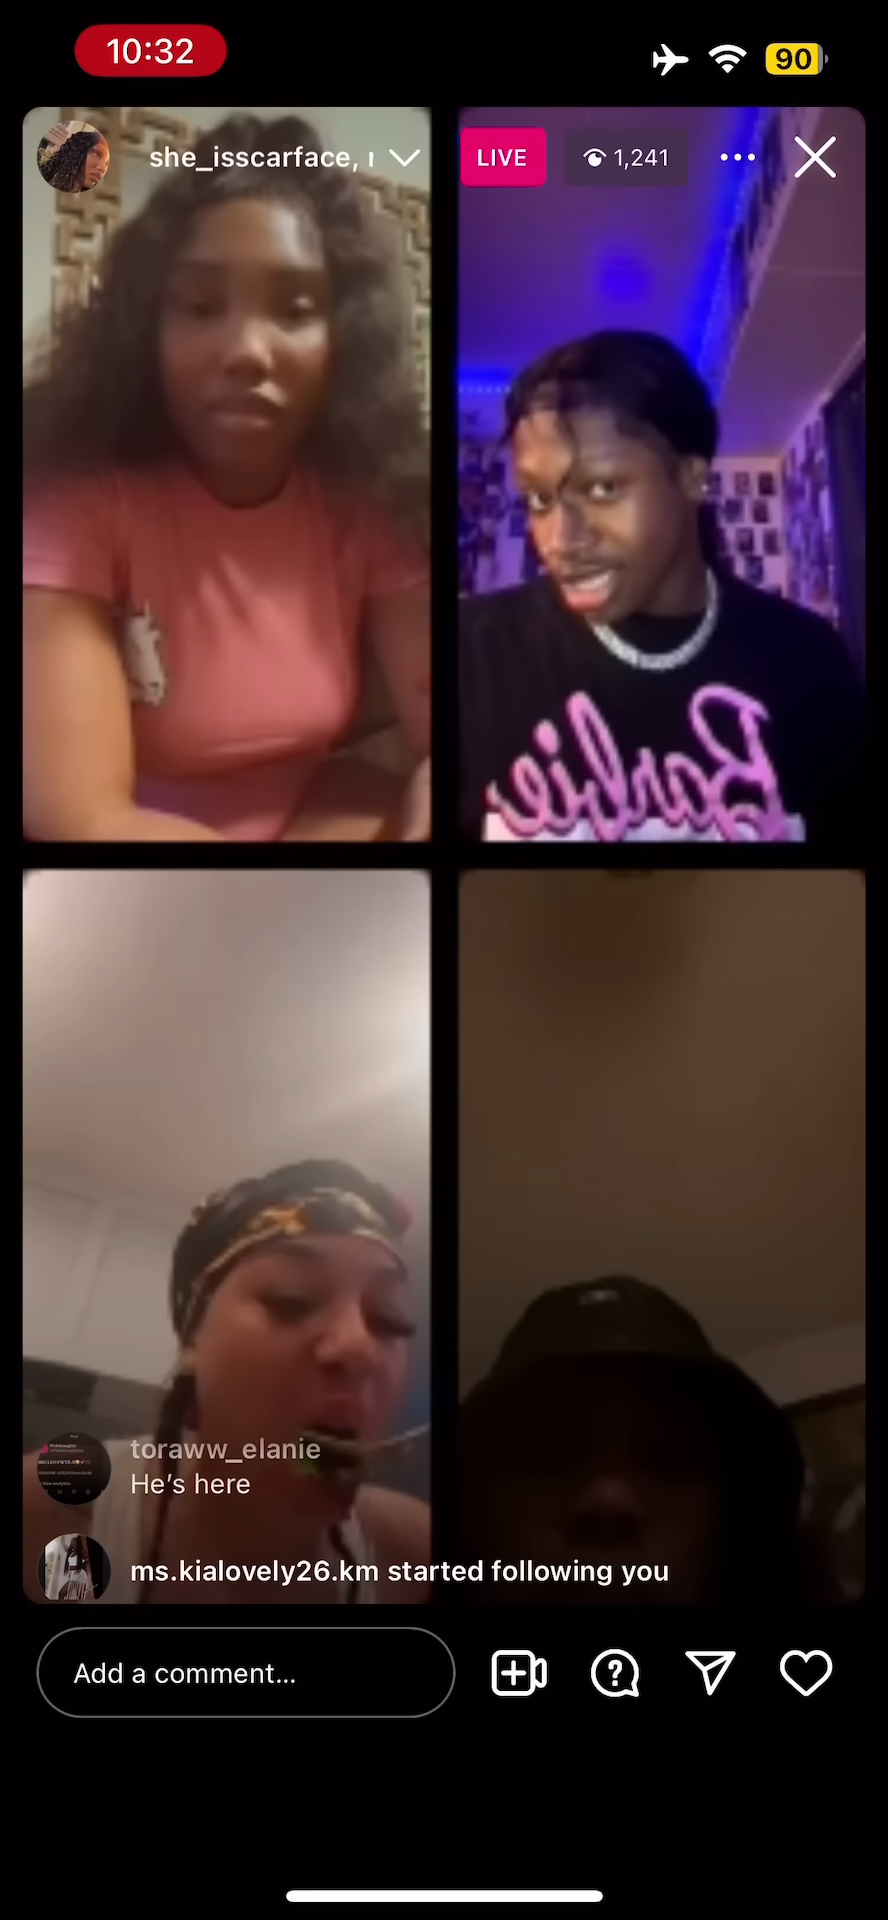 10:32
90
she_isscarface, r
LIVE
1,241
Barbie
toraww_elanie
He's here
ms.kialovely26.km started following you
Add a comment...